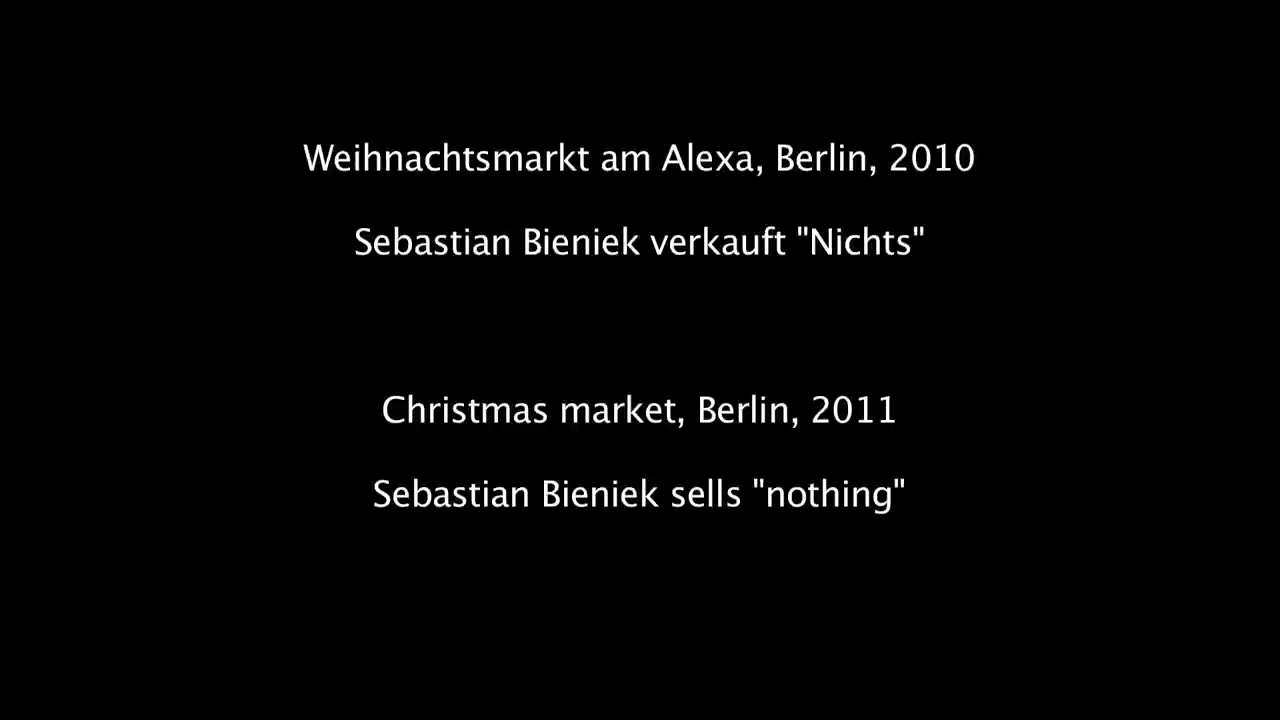 Weihnachtsmarkt am Alexa, Berlin, 2010
Sebastian Bieniek verkauft "Nichts"
Christmas market, Berlin, 2011
Sebastian Bieniek sells "nothing"